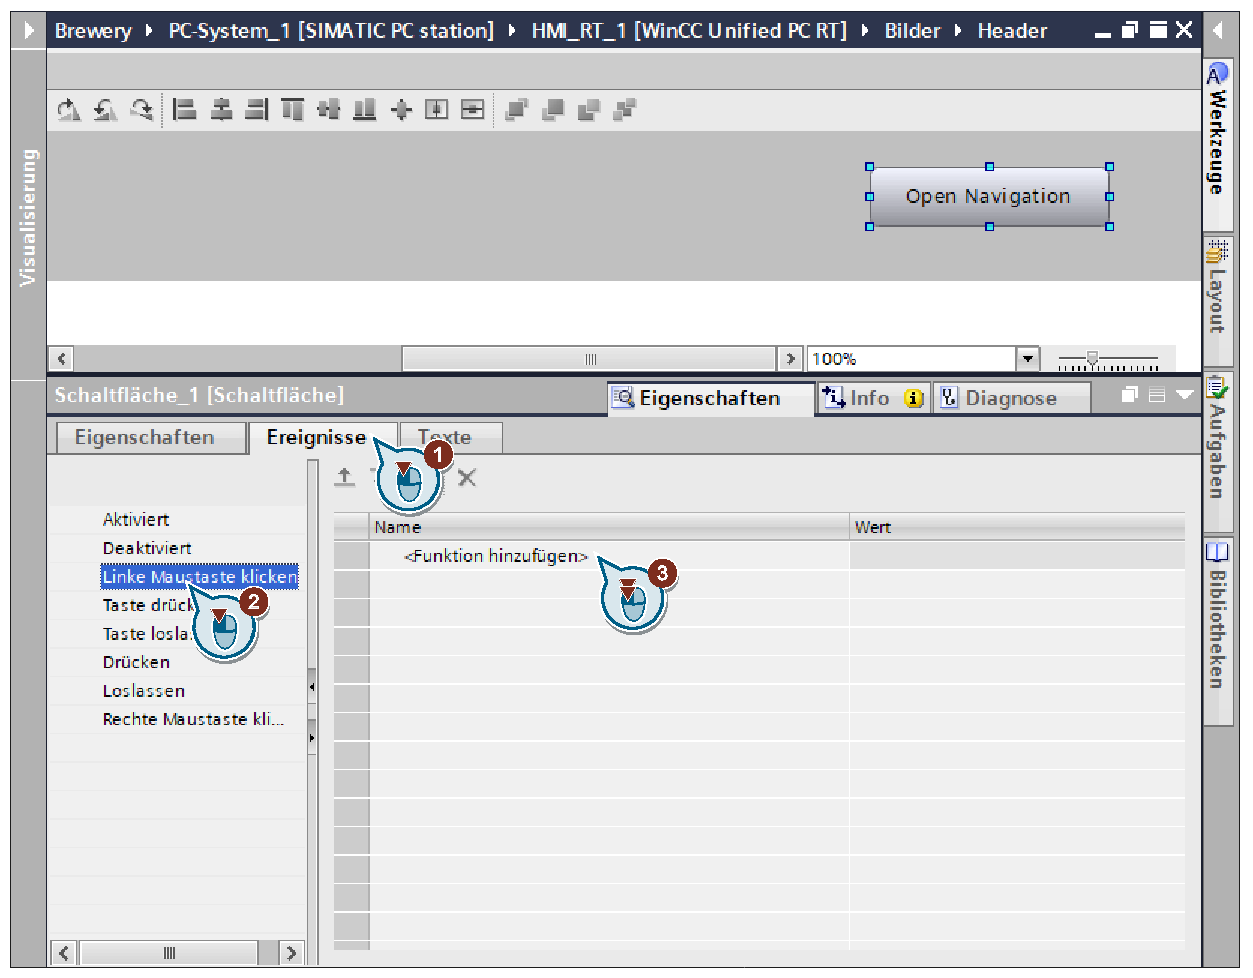 Brewery PC-System_1 [SIMATIC PC station] HMI_RT_1 [WinCC Unified PC RT] Bilder Header
Visualisierung
Open Navigation
100%
Schaltfläche_1 [Schaltfläche]
Eigenschaften Info Diagnose
Eigenschaften Ereignisse Texte
1
Name Wert
Aktiviert
<Funktion hinzufügen>
Deaktiviert
Linke Maustaste klicken
3
2
Taste drück
Taste losla
Drücken
Loslassen
Rechte Maustaste kli...
Werkzeuge
Layout
Aufgaben
Bibliotheken